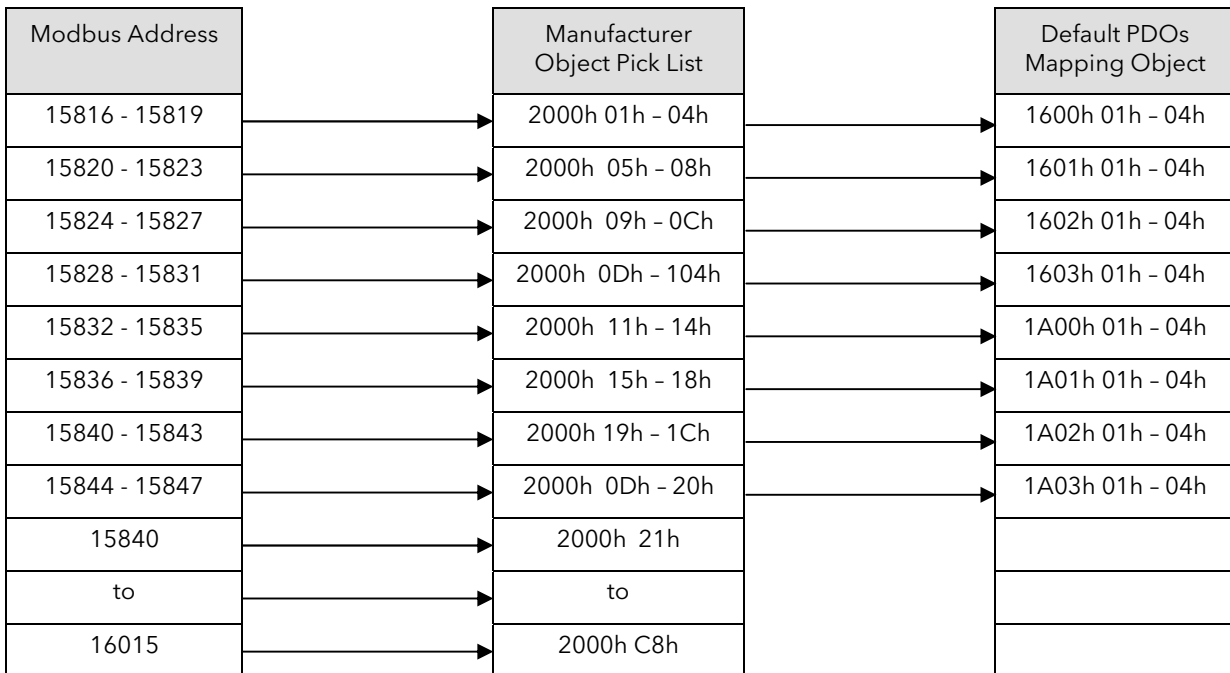 Modbus Address
Manufacturer
Object Pick List
Default PDOs
Mapping Object
15816 - 15819
2000h 01h – 04h
1600h 01h – 04h
15820 - 15823
2000h  05h – 08h
1601h 01h – 04h
15824 - 15827
2000h  09h – 0Ch
1602h 01h – 04h
15828 - 15831
2000h  0Dh – 104h
1603h 01h – 04h
15832 - 15835
2000h  11h – 14h
1A00h 01h – 04h
15836 - 15839
2000h  15h – 18h
1A01h 01h – 04h
15840 - 15843
2000h 19h – 1Ch
1A02h 01h – 04h
15844 - 15847
2000h  0Dh – 20h
1A03h 01h – 04h
15840
2000h  21h
to
to
16015
2000h C8h